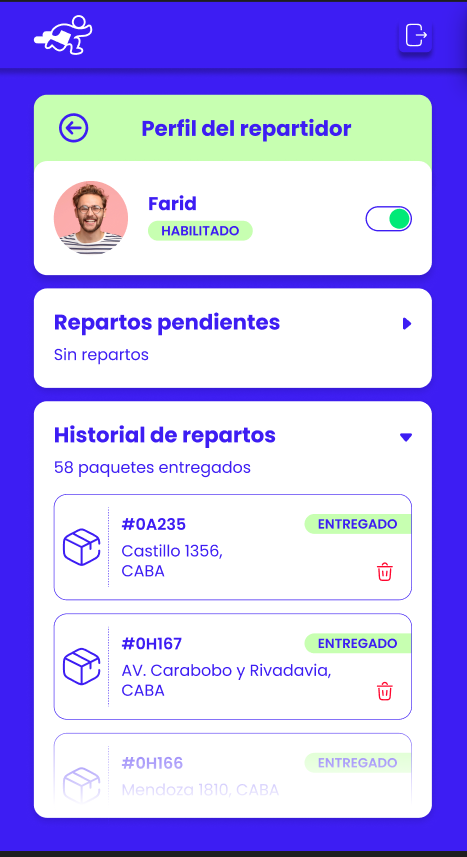 Perfil del repartidor
Farid
HABILITADO
Repartos pendientes
Sin repartos
Historial de repartos
58 paquetes entregados
#0A235
ENTREGADO
Castillo 1356,
CABA
#0H167
ENTREGADO
AV. Carabobo y Rivadavia,
CABA
#0H166
ENTREGADO
Mendoza 1810, CABA